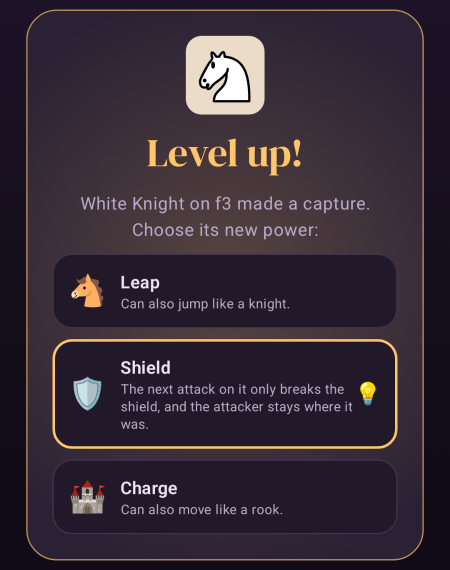 Level up!
White Knight on f3 made a capture.
Choose its new power:
Leap
Can also jump like a knight.
Shield
The next attack on it only breaks the
shield, and the attacker stays where it
was.
Charge
Can also move like a rook.